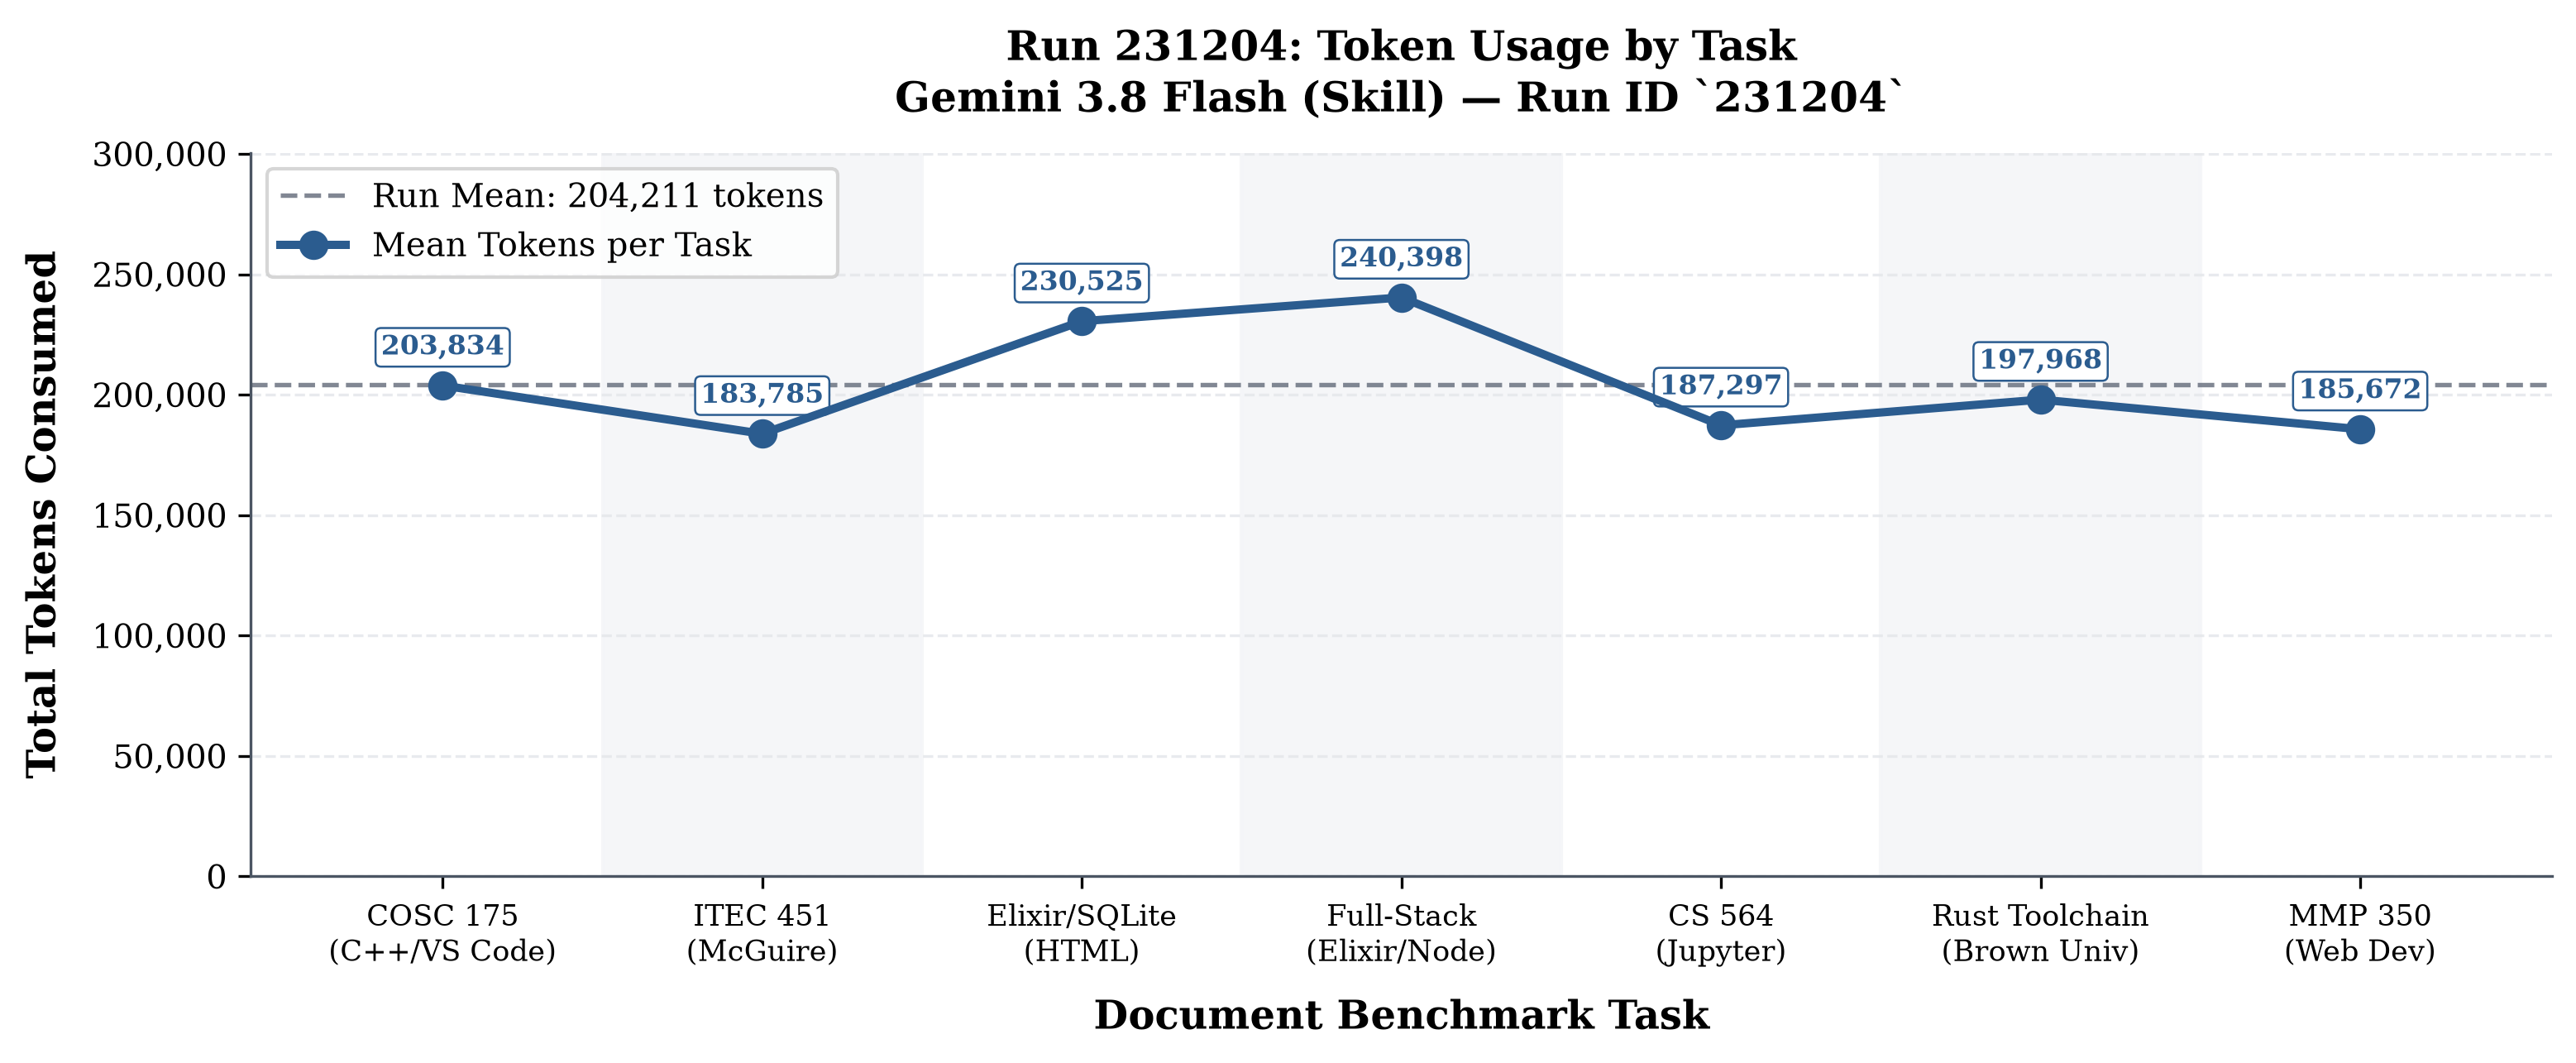 Run 231204: Token Usage by Task
Gemini 3.8 Flash (Skill) — Run ID `231204`
Total Tokens Consumed
300,000
250,000
200,000
150,000
100,000
50,000
0
Run Mean: 204,211 tokens
Mean Tokens per Task
203,834
183,785
230,525
240,398
187,297
197,968
185,672
COSC 175
(C++/VS Code)
ITEC 451
(McGuire)
Elixir/SQLite
(HTML)
Full-Stack
(Elixir/Node)
CS 564
(Jupyter)
Rust Toolchain
(Brown Univ)
MMP 350
(Web Dev)
Document Benchmark Task